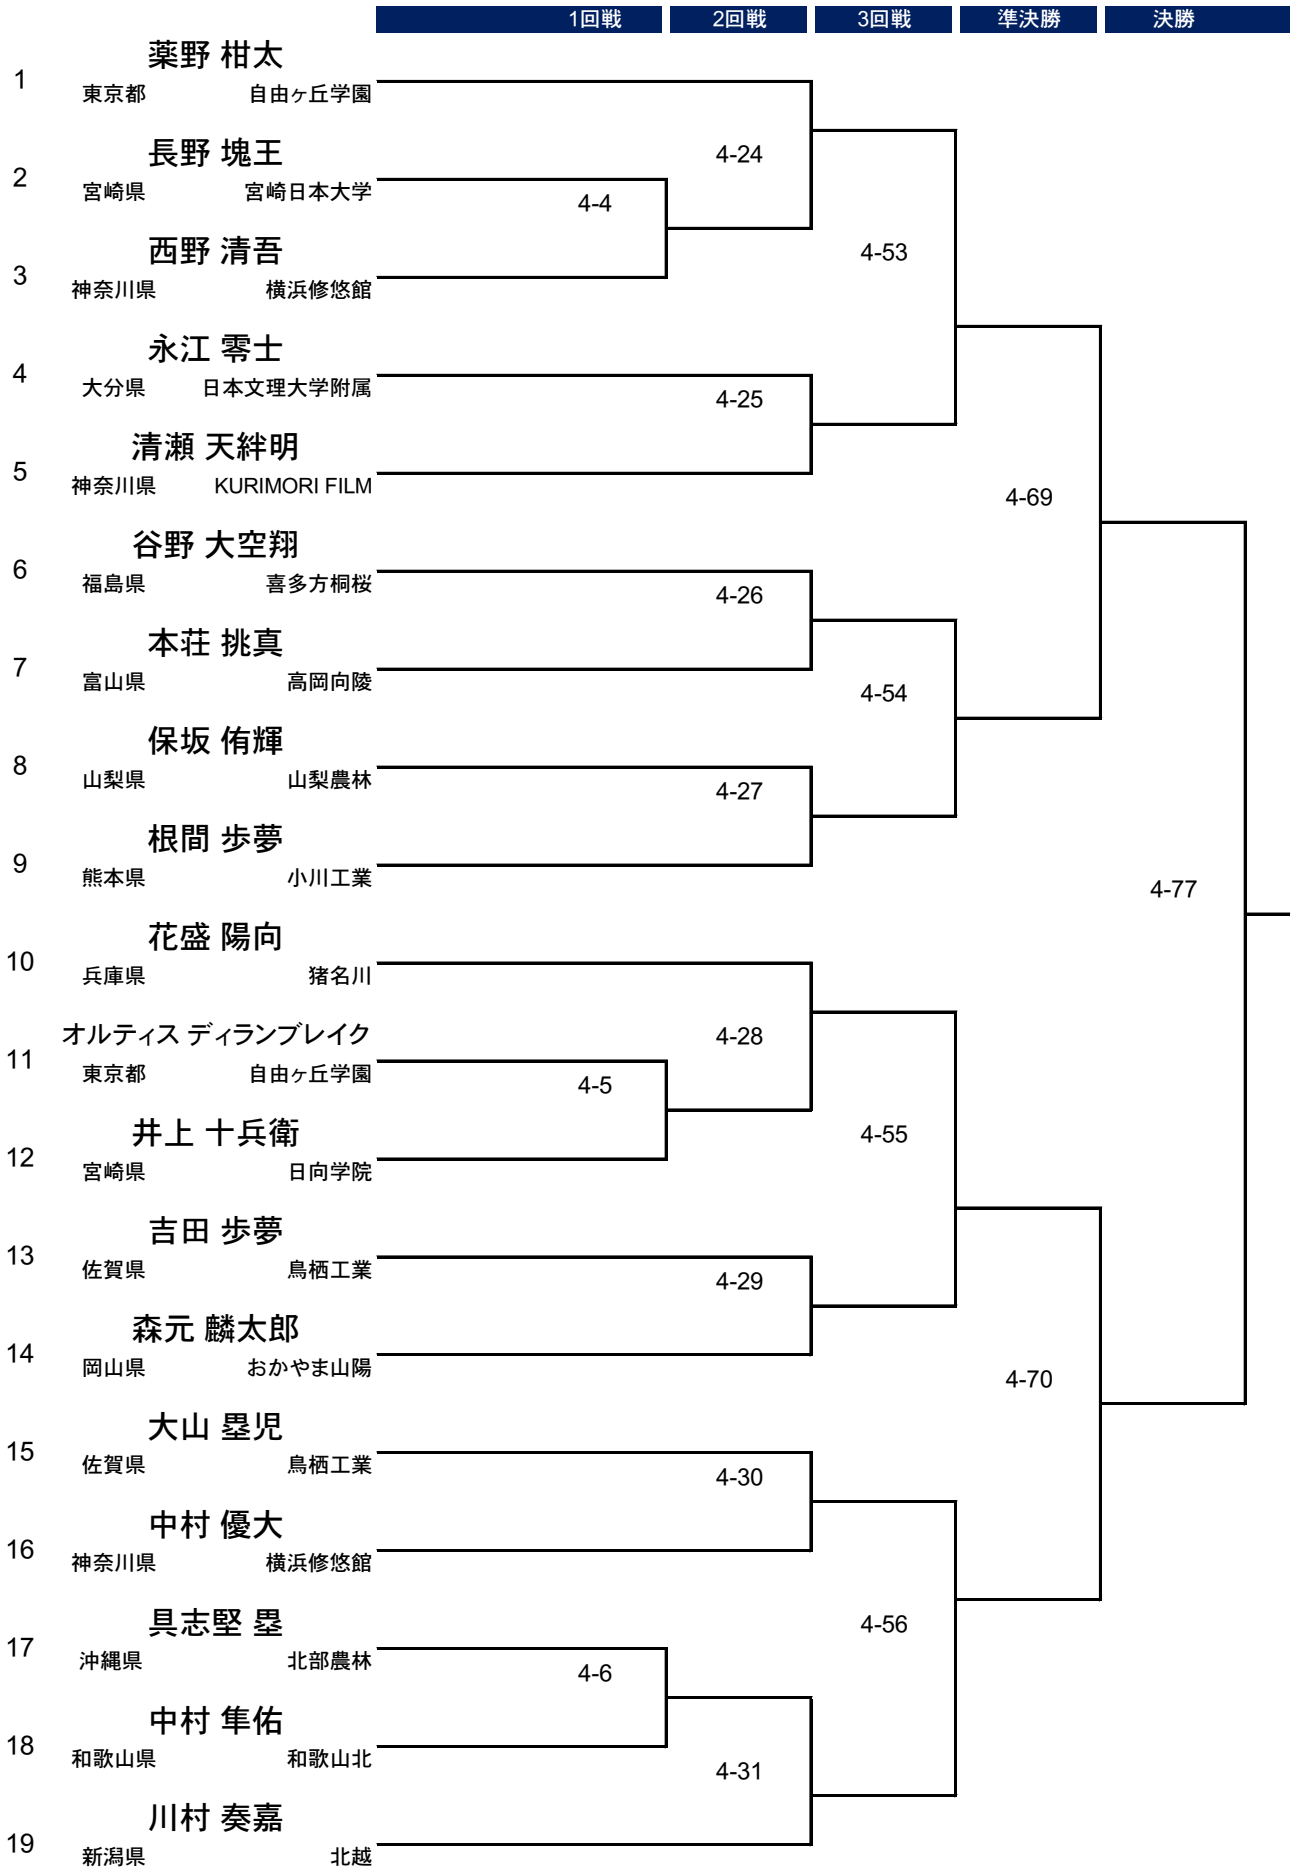 1回戦 2回戦 3回戦 準決勝 決勝
薬野 柑太
1
東京都 自由ヶ丘学園
長野 塊王
4-24
2
宮崎県 宮崎日本大学
4-4
西野 清吾
4-53
3
神奈川県 横浜修悠館
永江 零士
4
大分県 日本文理大学附属
4-25
清瀬 天絆明
5
神奈川県 KURIMORI FILM
4-69
谷野 大空翔
6
福島県 喜多方桐桜
4-26
本荘 挑真
7
富山県 高岡向陵
4-54
保坂 侑輝
8
山梨県 山梨農林
4-27
根間 歩夢
9
熊本県 小川工業
4-77
花盛 陽向
10
兵庫県 猪名川
オルティス ディランブレイク
4-28
11
東京都 自由ヶ丘学園
4-5
井上 十兵衛
4-55
12
宮崎県 日向学院
吉田 歩夢
13
佐賀県 鳥栖工業
4-29
森元 麟太郎
14
岡山県 おかやま山陽
4-70
大山 塁児
15
佐賀県 鳥栖工業
4-30
中村 優大
16
神奈川県 横浜修悠館
具志堅 塁
4-56
17
沖縄県 北部農林
4-6
中村 隼佑
18
和歌山県 和歌山北
4-31
川村 奏嘉
19
新潟県 北越